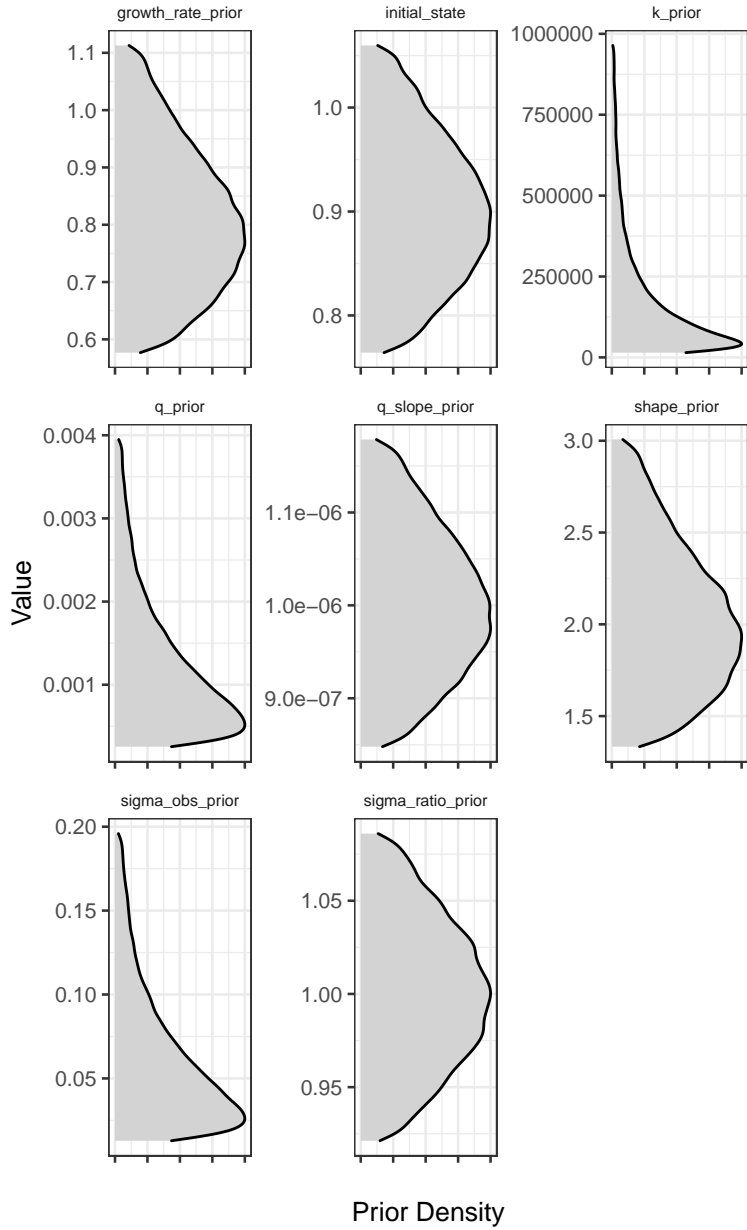 growth_rate_prior
initial_state
k_prior
1.1
1.0
0.9
0.8
0.7
0.6
1.0
0.9
0.8
1000000
750000
500000
250000
0
q_prior
q_slope_prior
shape_prior
0.004
0.003
0.002
0.001
1.1e−06
1.0e−06
9.0e−07
3.0
2.5
2.0
1.5
Value
sigma_obs_prior
sigma_ratio_prior
0.20
0.15
0.10
0.05
1.05
1.00
0.95
Prior Density